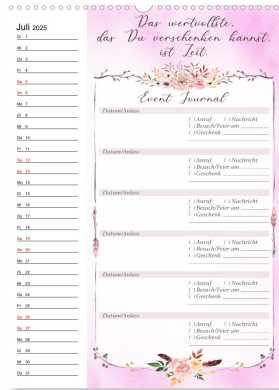 Juli 2025
Di 1
Mi 2
Do 3
Fr 4
Sa 5
So 6
Mo 7
Di 8
Mi 9
Do 10
Fr 11
Sa 12
So 13
Mo 14
Di 15
Mi 16
Do 17
Fr 18
Sa 19
So 20
Mo 21
Di 22
Mi 23
Do 24
Fr 25
Sa 26
So 27
Mo 28
Di 29
Mi 30
Do 31
Das wertvollste,
das Du verschenken kannst,
ist Zeit.
Event Journal
Datum/Anlass
( ) Anruf ( ) Nachricht
( ) Besuch/Feier am
( ) Geschenk
Datum/Anlass
( ) Anruf ( ) Nachricht
( ) Besuch/Feier am
( ) Geschenk
Datum/Anlass
( ) Anruf ( ) Nachricht
( ) Besuch/Feier am
( ) Geschenk
Datum/Anlass
( ) Anruf ( ) Nachricht
( ) Besuch/Feier am
( ) Geschenk
Datum/Anlass
( ) Anruf ( ) Nachricht
( ) Besuch/Feier am
( ) Geschenk
Datum/Anlass
( ) Anruf ( ) Nachricht
( ) Besuch/Feier am
( ) Geschenk